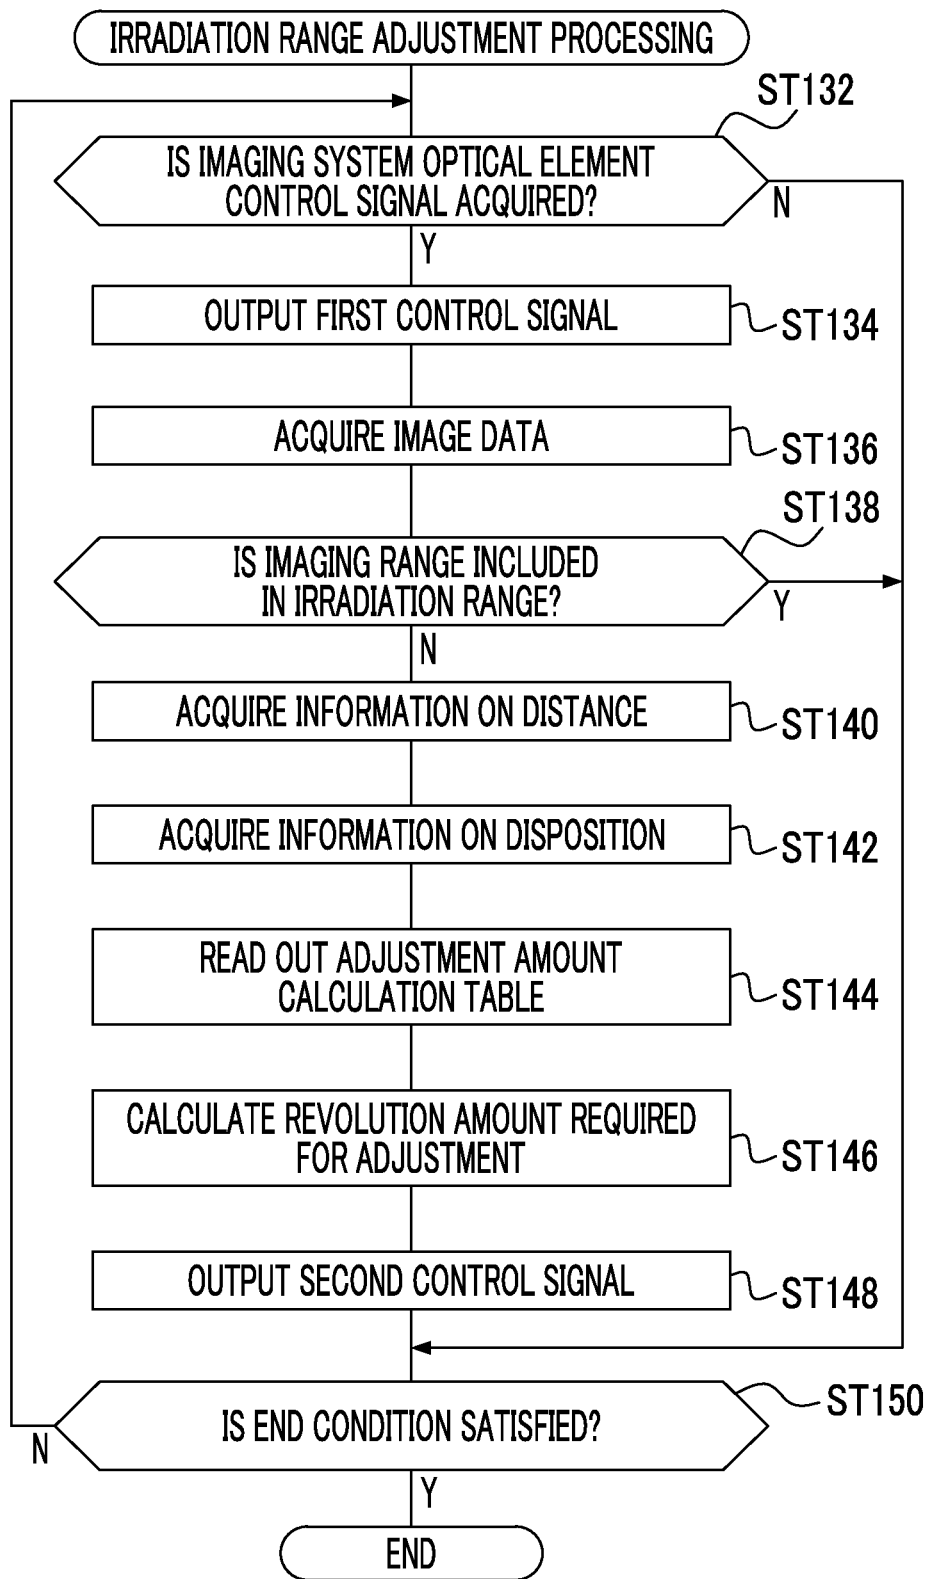 IRRADIATION RANGE ADJUSTMENT PROCESSING
ST132
IS IMAGING SYSTEM OPTICAL ELEMENT
CONTROL SIGNAL ACQUIRED?
N
Y
OUTPUT FIRST CONTROL SIGNAL
ST134
ACQUIRE IMAGE DATA
ST136
ST138
IS IMAGING RANGE INCLUDED
IN IRRADIATION RANGE?
Y
N
ACQUIRE INFORMATION ON DISTANCE
ST140
ACQUIRE INFORMATION ON DISPOSITION
ST142
READ OUT ADJUSTMENT AMOUNT
CALCULATION TABLE
ST144
CALCULATE REVOLUTION AMOUNT REQUIRED
FOR ADJUSTMENT
ST146
OUTPUT SECOND CONTROL SIGNAL
ST148
ST150
IS END CONDITION SATISFIED?
N
Y
END